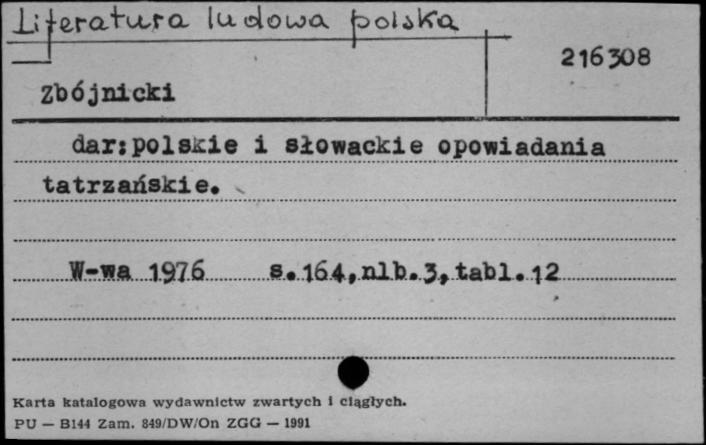 Literatura ludowa polska
216308
Zbójnicki
dar:polskie i słowackie opowiadania
tatrzańskie.
W-wa 1976 s.164,nlb.3,tabl.12
Karta katalogowa wydawnictw zwartych i ciągłych.
PU — B144 Zam. 849/DW/On ZGG — 1991